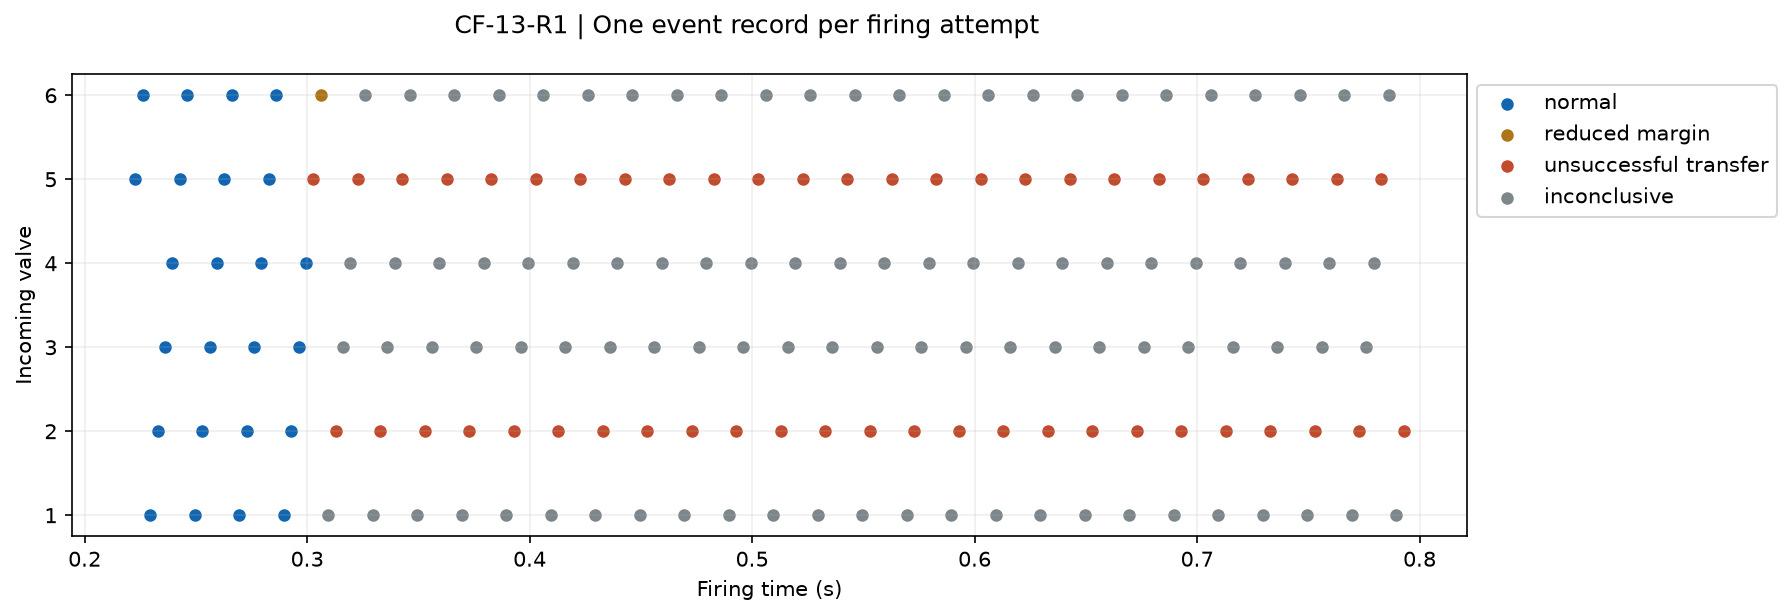 CF-13-R1 | One event record per firing attempt
6
5
4
3
2
1
Incoming valve
0.2 0.3 0.4 0.5 0.6 0.7 0.8
Firing time (s)
normal
reduced margin
unsuccessful transfer
inconclusive